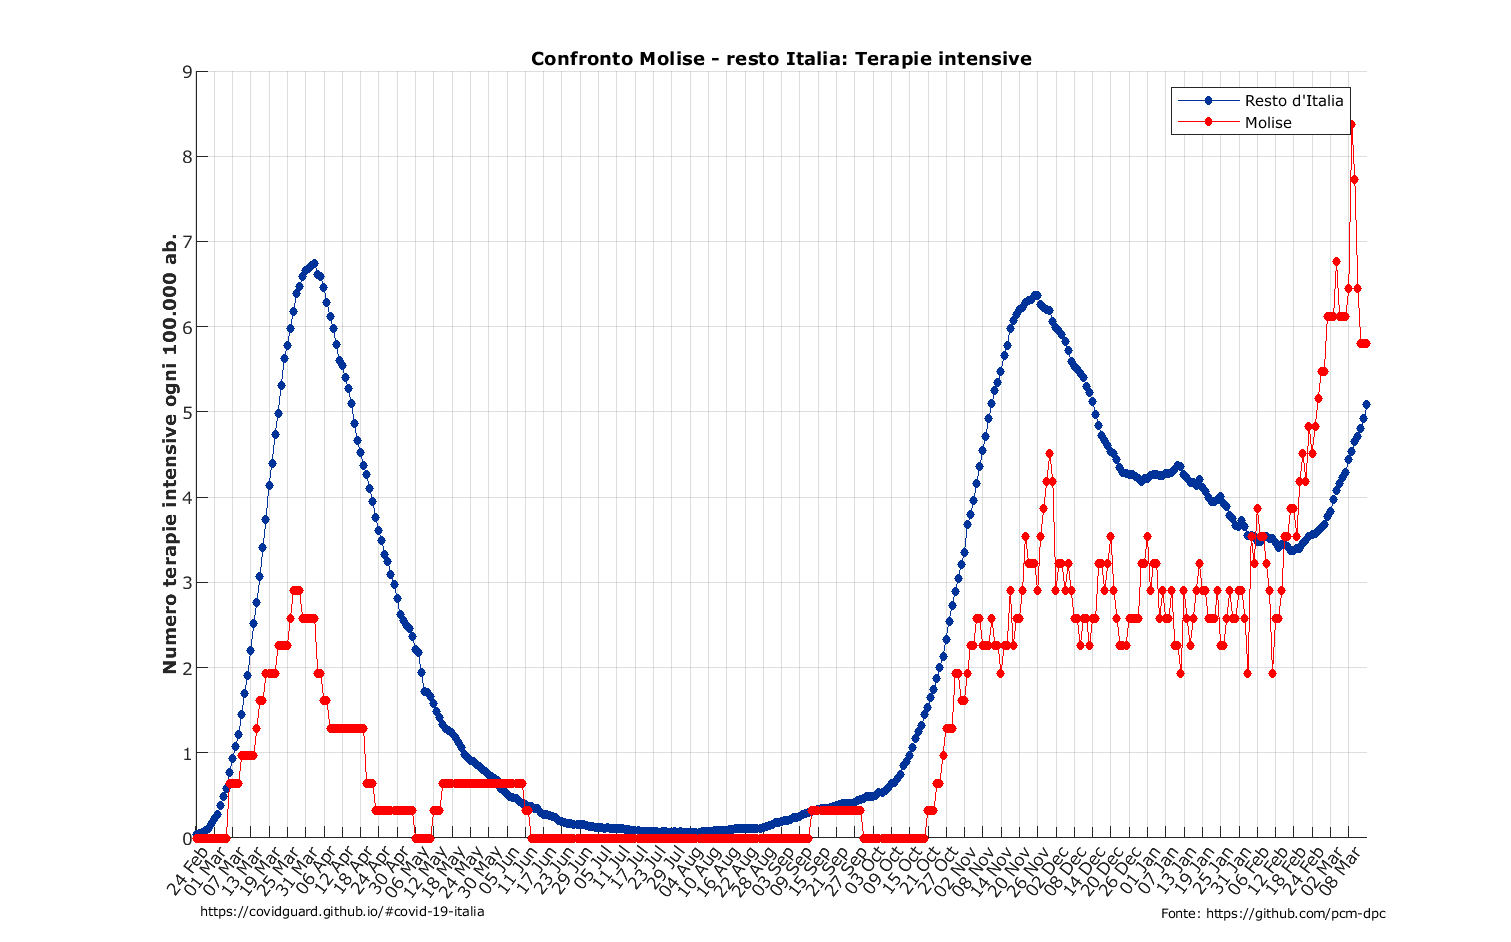 Confronto Molise - resto Italia: Terapie intensive
Resto d'Italia
Molise
Numero terapie intensive ogni 100.000 ab.
9
8
7
6
5
4
3
2
1
0
24 Feb
01 Mar
07 Mar
13 Mar
19 Mar
25 Mar
31 Mar
06 Apr
12 Apr
18 Apr
24 Apr
30 Apr
06 May
12 May
18 May
24 May
30 May
05 Jun
11 Jun
17 Jun
23 Jun
29 Jun
05 Jul
11 Jul
17 Jul
23 Jul
29 Jul
04 Aug
10 Aug
16 Aug
22 Aug
28 Aug
03 Sep
09 Sep
15 Sep
21 Sep
27 Sep
03 Oct
09 Oct
15 Oct
21 Oct
27 Oct
02 Nov
08 Nov
14 Nov
20 Nov
26 Nov
02 Dec
08 Dec
14 Dec
20 Dec
26 Dec
01 Jan
07 Jan
13 Jan
19 Jan
25 Jan
31 Jan
06 Feb
12 Feb
18 Feb
24 Feb
02 Mar
08 Mar
https://covidguard.github.io/#covid-19-italia
Fonte: https://github.com/pcm-dpc